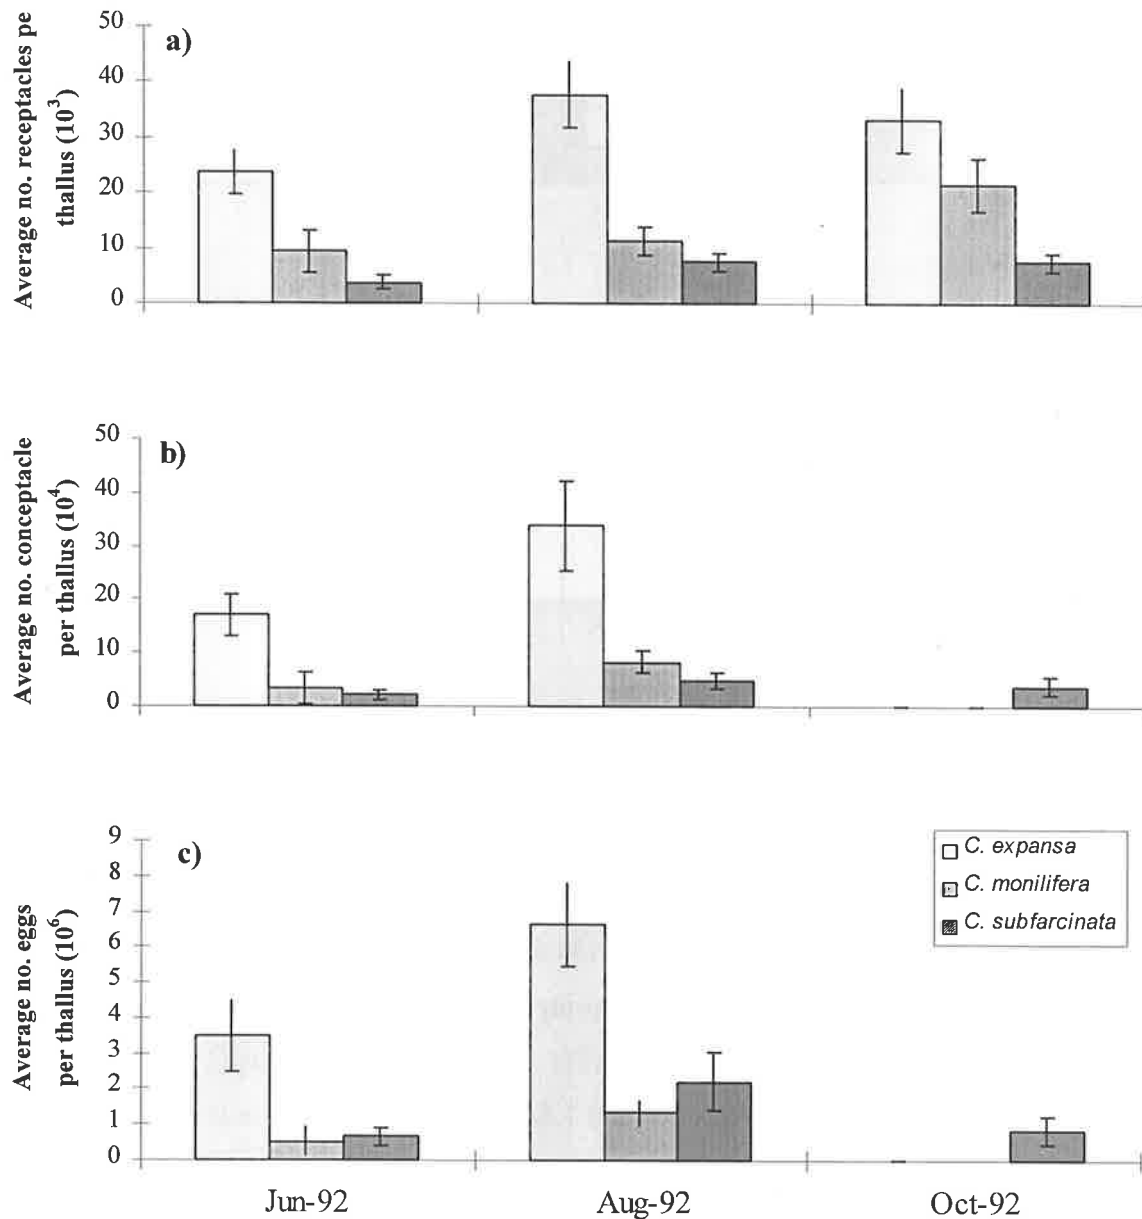 a)
Average no. receptacles pe
thallus (10³)
50
40
30
20
10
0
b)
Average no. conceptacle
per thallus (10⁴)
50
40
30
20
10
0
c)
Average no. eggs
per thallus (10⁶)
9
8
7
6
5
4
3
2
1
0
C. expansa
C. monilifera
C. subfarcinata
Jun-92
Aug-92
Oct-92